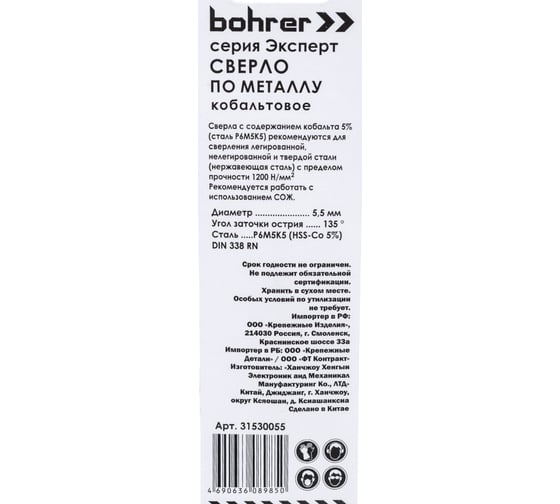 bohrer
серия Эксперт
СВЕРЛО
ПО МЕТАЛЛУ
кобальтовое
Сверла с содержанием кобальта 5%
(сталь Р6М5К5) рекомендуются для
сверления легированной,
нелегированной и твердой стали
(нержавеющая сталь) с пределом
прочности 1200 Н/мм²
Рекомендуется работать с
использованием СОЖ.
Диаметр ...................... 5,5 мм
Угол заточки острия ...... 135 °
Сталь .....Р6М5К5 (HSS-Co 5%)
DIN 338 RN
Срок годности не ограничен.
Не подлежит обязательной
сертификации.
Хранить в сухом месте.
Особых условий по утилизации
не требует.
Импортер в РФ:
ООО «Крепежные Изделия»,
214030 Россия, г. Смоленск,
Краснинское шоссе 33а
Импортер в РБ: ООО «Крепежные
Детали» / ООО «ФТ Контракт»
Изготовитель: «Ханчжоу Хенгыи
Электроник анд Механикал
Мануфактуринг Ко., ЛТД»
Китай, Джиджанг, г. Ханчжоу,
округ Ксяошан, д. Ксианшанксна
Сделано в Китае
Арт. 31530055
4690636089850